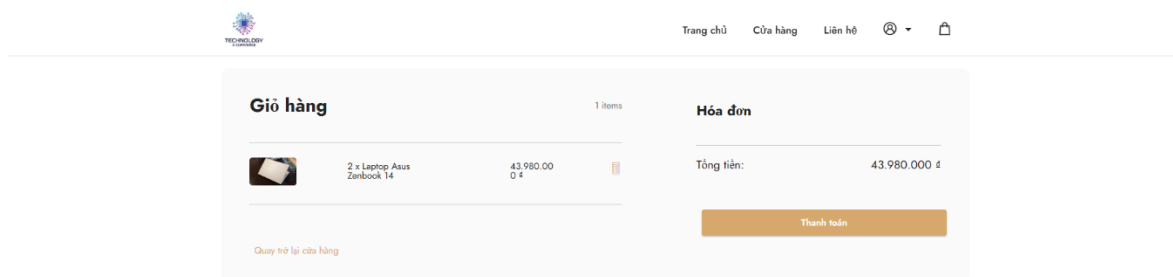 TECHNOLOGY
Trang chủ
Cửa hàng
Liên hệ
Giỏ hàng
1 items
2 x Laptop Asus
Zenbook 14
43.980.00
0 ₫
Quay trở lại cửa hàng
Hóa đơn
Tổng tiền:
43.980.000 ₫
Thanh toán